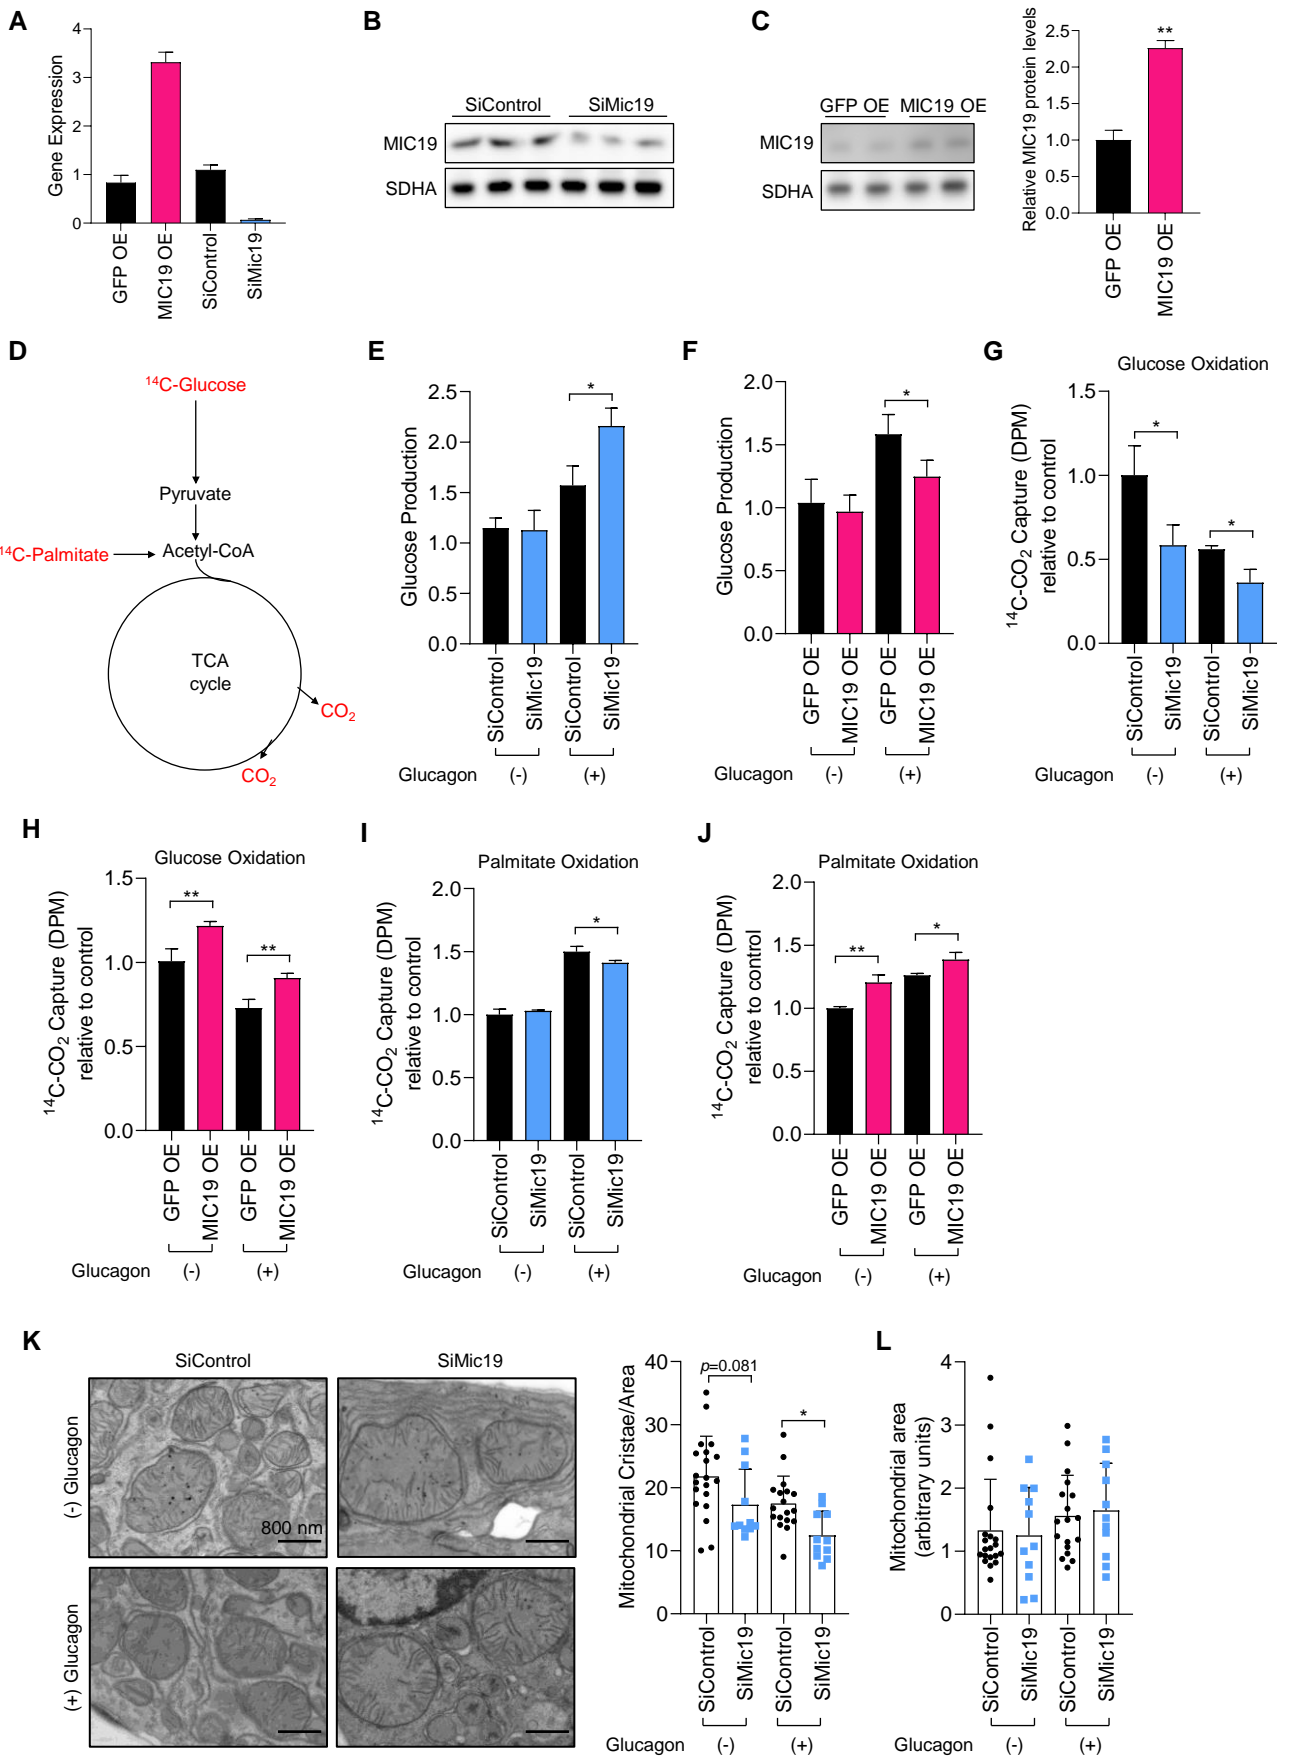 A
4
3
2
1
0
Gene Expression
GFP OE
MIC19 OE
SiControl
SiMic19
B
SiControl SiMic19
MIC19
SDHA
C
GFP OE MIC19 OE
MIC19
SDHA
Relative MIC19 protein levels
2.5
2.0
1.5
1.0
0.5
0.0
**
GFP OE
MIC19 OE
D
14C-Glucose
Pyruvate
14C-Palmitate
Acetyl-CoA
TCA
cycle
CO2
CO2
E
Glucose Production
2.5
2.0
1.5
1.0
0.5
0.0
*
SiControl
SiMic19
SiControl
SiMic19
Glucagon (-) (+)
F
Glucose Production
2.0
1.5
1.0
0.5
0.0
*
GFP OE
MIC19 OE
GFP OE
MIC19 OE
Glucagon (-) (+)
G
Glucose Oxidation
14C-CO2 Capture (DPM)
relative to control
1.5
1.0
0.5
0.0
*
*
SiControl
SiMic19
SiControl
SiMic19
Glucagon (-) (+)
H
Glucose Oxidation
14C-CO2 Capture (DPM)
relative to control
1.5
1.0
0.5
0.0
**
**
GFP OE
MIC19 OE
GFP OE
MIC19 OE
Glucagon (-) (+)
I
Palmitate Oxidation
14C-CO2 Capture (DPM)
relative to control
2.0
1.5
1.0
0.5
0.0
*
SiControl
SiMic19
SiControl
SiMic19
Glucagon (-) (+)
J
Palmitate Oxidation
14C-CO2 Capture (DPM)
relative to control
2.0
1.5
1.0
0.5
0.0
**
*
GFP OE
MIC19 OE
GFP OE
MIC19 OE
Glucagon (-) (+)
K
SiControl SiMic19
(-) Glucagon
800 nm
(+) Glucagon
Mitochondrial Cristae/Area
40
30
20
10
0
p=0.081
*
SiControl
SiMic19
SiControl
SiMic19
Glucagon (-) (+)
L
Mitochondrial area
(arbitrary units)
4
3
2
1
0
SiControl
SiMic19
SiControl
SiMic19
Glucagon (-) (+)